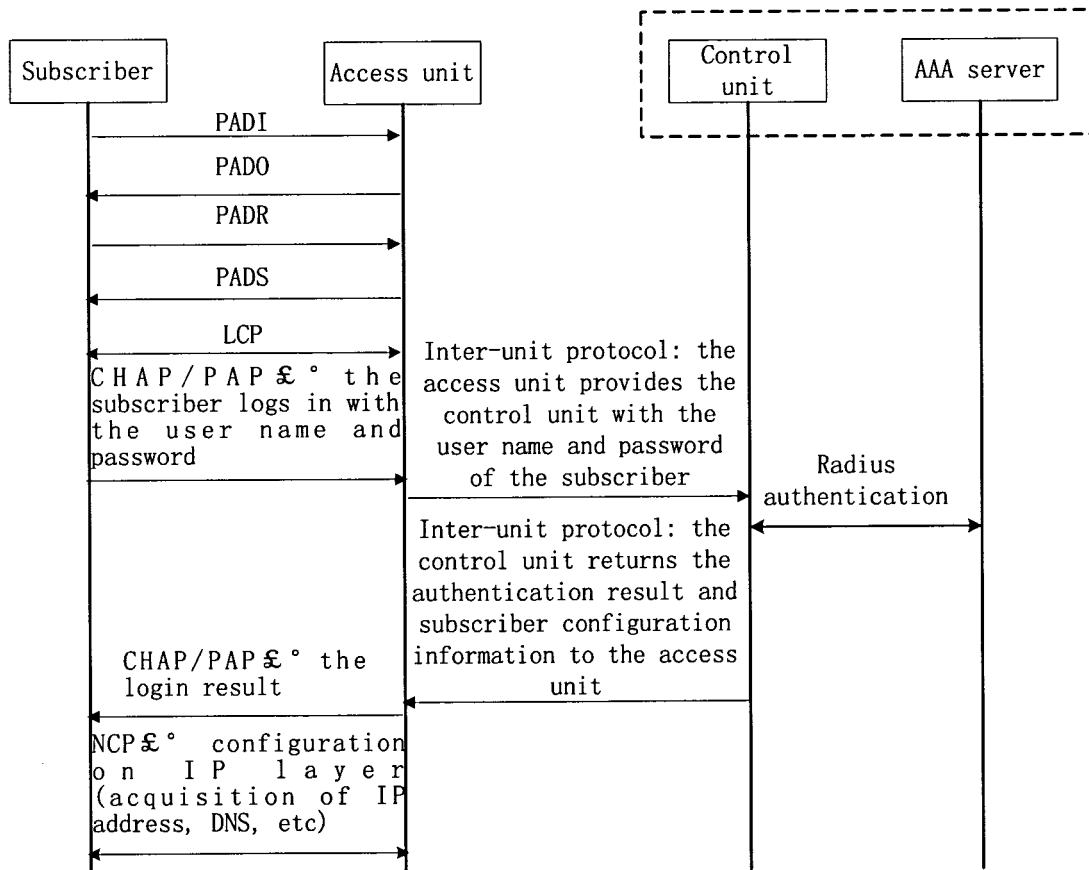 Subscriber
Access unit
Control
unit
AAA server
PADI
PADO
PADR
PADS
LCP
CHAP/PAP£° the
subscriber logs in with
the user name and
password
Inter-unit protocol: the
access unit provides the
control unit with the
user name and password
of the subscriber
Radius
authentication
Inter-unit protocol: the
control unit returns the
authentication result and
subscriber configuration
information to the access
unit
CHAP/PAP£° the
login result
NCP£° configuration
on IP layer
(acquisition of IP
address, DNS, etc)